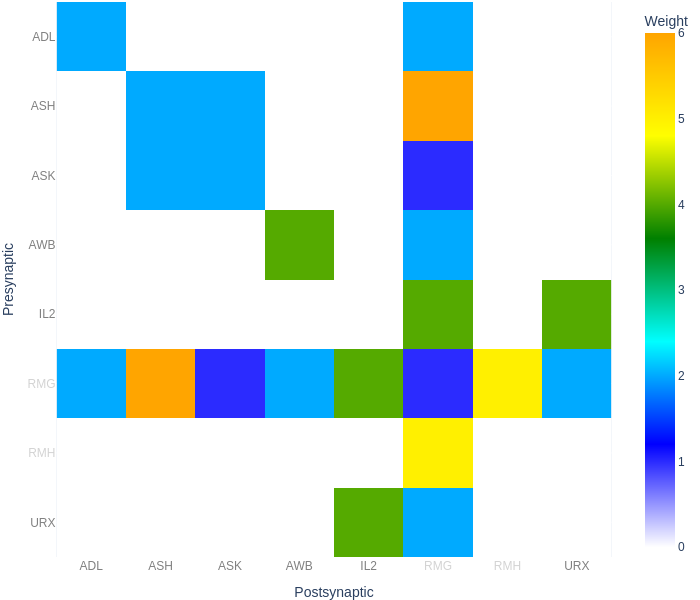 Weight
6
5
4
3
2
1
0
Presynaptic
ADL
ASH
ASK
AWB
IL2
RMG
RMH
URX
ADL ASH ASK AWB IL2 RMG RMH URX
Postsynaptic